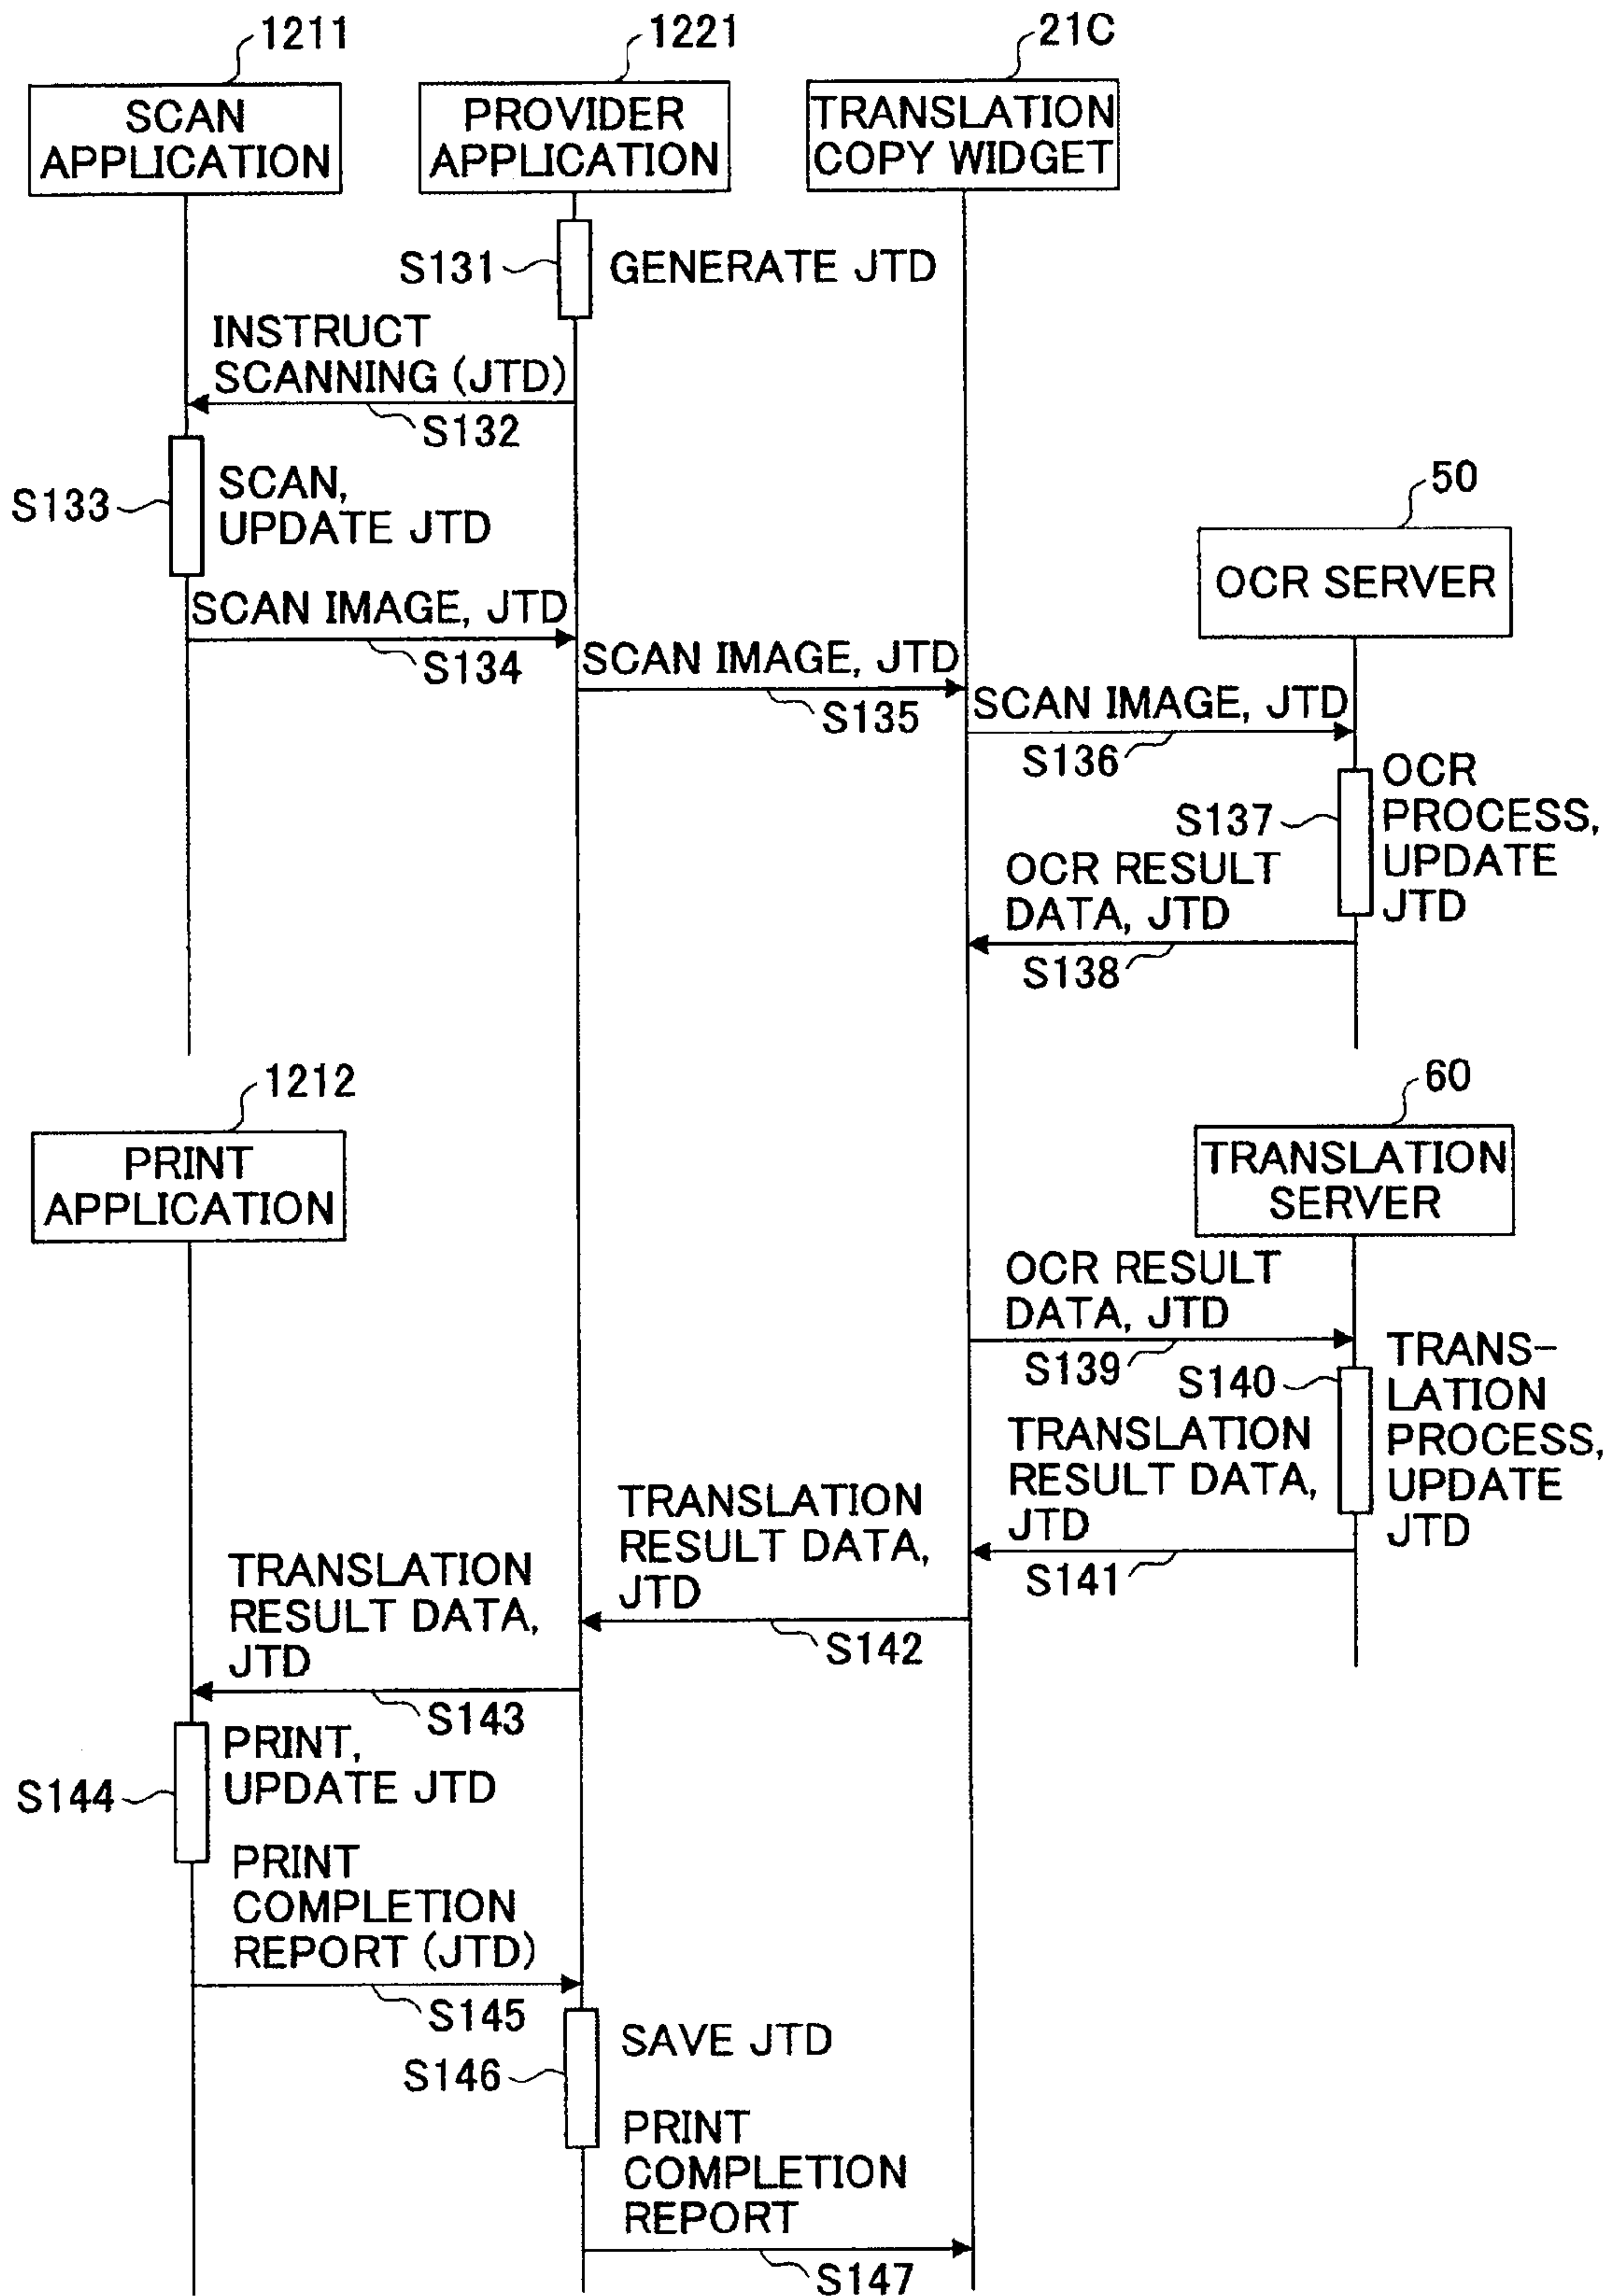 1211
1221
21C
SCAN
APPLICATION
PROVIDER
APPLICATION
TRANSLATION
COPY WIDGET
S131
GENERATE JTD
INSTRUCT
SCANNING (JTD)
S132
S133
SCAN,
UPDATE JTD
50
OCR SERVER
SCAN IMAGE, JTD
S134
SCAN IMAGE, JTD
S135
SCAN IMAGE, JTD
S136
S137
OCR
PROCESS,
UPDATE
JTD
OCR RESULT
DATA, JTD
S138
1212
PRINT
APPLICATION
60
TRANSLATION
SERVER
OCR RESULT
DATA, JTD
S139
S140
TRANS-
LATION
PROCESS,
UPDATE
JTD
TRANSLATION
RESULT DATA,
JTD
S141
TRANSLATION
RESULT DATA,
JTD
S142
TRANSLATION
RESULT DATA,
JTD
S143
S144
PRINT,
UPDATE JTD
PRINT
COMPLETION
REPORT (JTD)
S145
S146
SAVE JTD
PRINT
COMPLETION
REPORT
S147